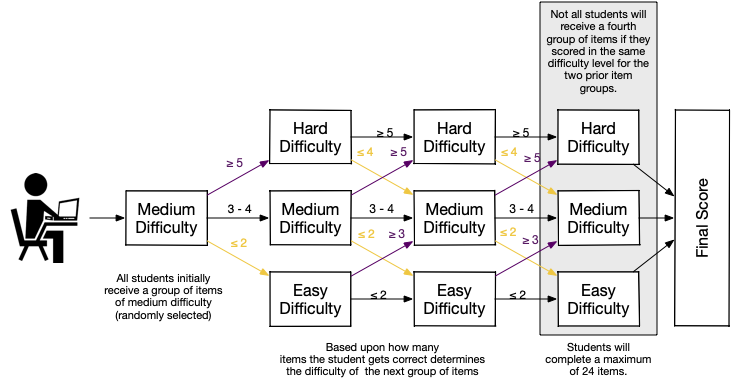 Not all students will
receive a fourth
group of items if they
scored in the same
difficulty level for the
two prior item
groups.
Hard
Difficulty
≥ 5
Hard
Difficulty
≥ 5
Hard
Difficulty
≥ 5
≤ 4
≥ 5
≤ 4
≥ 5
Medium
Difficulty
3 - 4
Medium
Difficulty
3 - 4
Medium
Difficulty
3 - 4
Medium
Difficulty
Final Score
≤ 2
≤ 2
≥ 3
≤ 2
≥ 3
All students initially
receive a group of items
of medium difficulty
(randomly selected)
Easy
Difficulty
≤ 2
Easy
Difficulty
≤ 2
Easy
Difficulty
Based upon how many
items the student gets correct determines
the difficulty of the next group of items
Students will
complete a maximum
of 24 items.